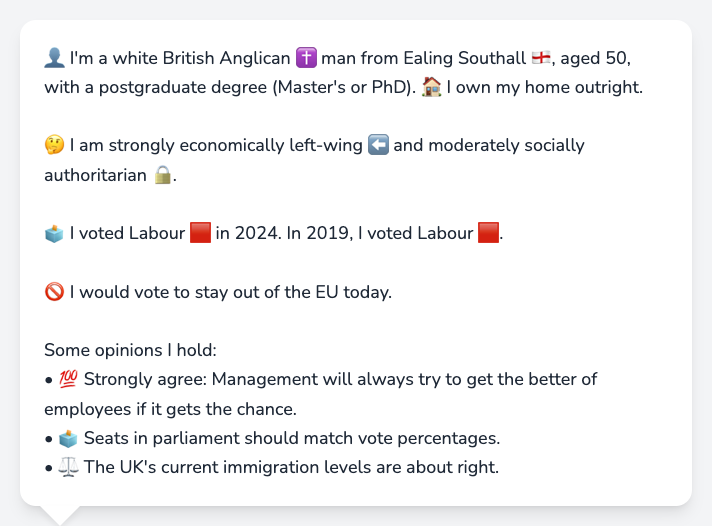 👤 I'm a white British Anglican ✝️ man from Ealing Southall 🏴󠁧󠁢󠁥󠁮󠁧󠁿, aged 50,
with a postgraduate degree (Master's or PhD). 🏠 I own my home outright.
🤔 I am strongly economically left-wing ⬅️ and moderately socially
authoritarian 🔒.
🗳️ I voted Labour 🟥 in 2024. In 2019, I voted Labour 🟥.
🚫 I would vote to stay out of the EU today.
Some opinions I hold:
• 💯 Strongly agree: Management will always try to get the better of
employees if it gets the chance.
• 🗳️ Seats in parliament should match vote percentages.
• ⚖️ The UK's current immigration levels are about right.